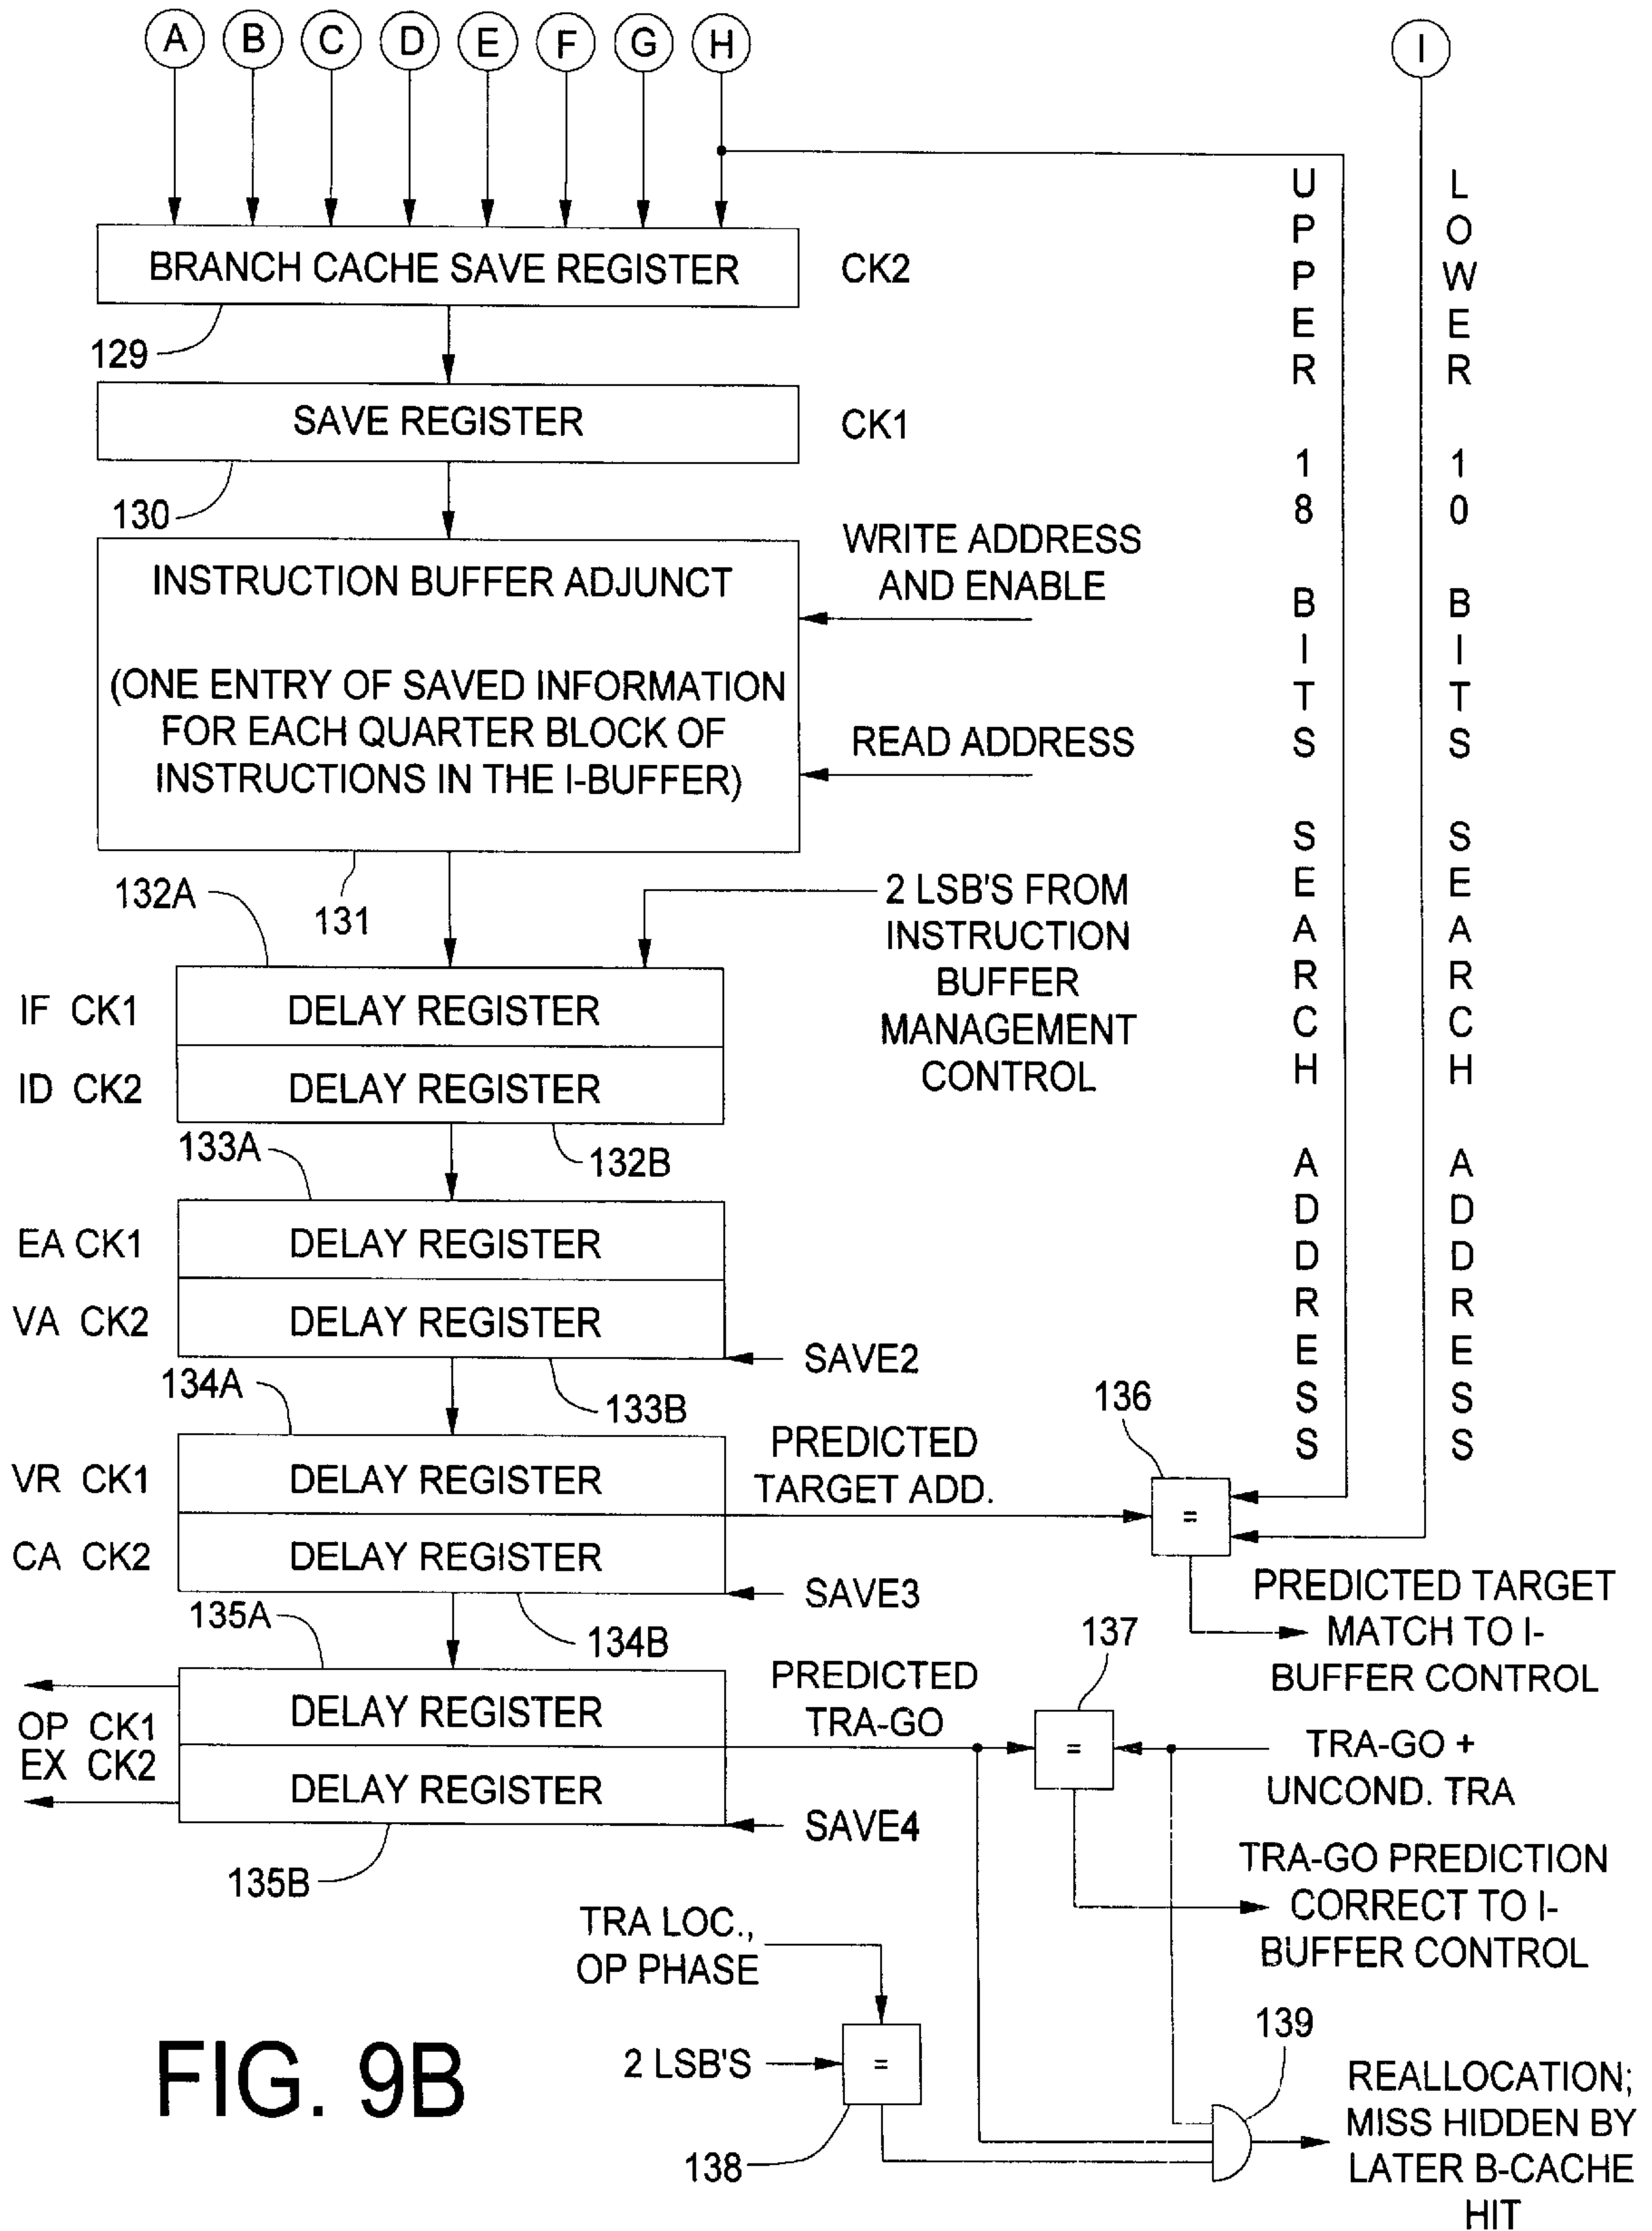 A B C D E F G H I
BRANCH CACHE SAVE REGISTER CK2
129
SAVE REGISTER CK1
130
WRITE ADDRESS
AND ENABLE
INSTRUCTION BUFFER ADJUNCT
(ONE ENTRY OF SAVED INFORMATION
FOR EACH QUARTER BLOCK OF
INSTRUCTIONS IN THE I-BUFFER)
READ ADDRESS
131
UPPER 18 BITS SEARCH ADDRESS
LOWER 10 BITS SEARCH ADDRESS
132A
2 LSB'S FROM
INSTRUCTION
BUFFER
MANAGEMENT
CONTROL
IF CK1 DELAY REGISTER
ID CK2 DELAY REGISTER
132B
133A
EA CK1 DELAY REGISTER
VA CK2 DELAY REGISTER
SAVE2
133B
134A
VR CK1 DELAY REGISTER
PREDICTED
TARGET ADD.
136
=
CA CK2 DELAY REGISTER
SAVE3
134B
PREDICTED TARGET
MATCH TO I-
BUFFER CONTROL
135A
OP CK1 DELAY REGISTER
EX CK2 DELAY REGISTER
PREDICTED
TRA-GO
137
=
TRA-GO +
UNCOND. TRA
SAVE4
135B
TRA-GO PREDICTION
CORRECT TO I-
BUFFER CONTROL
TRA LOC.,
OP PHASE
2 LSB'S =
138
139
REALLOCATION;
MISS HIDDEN BY
LATER B-CACHE
HIT
FIG. 9B